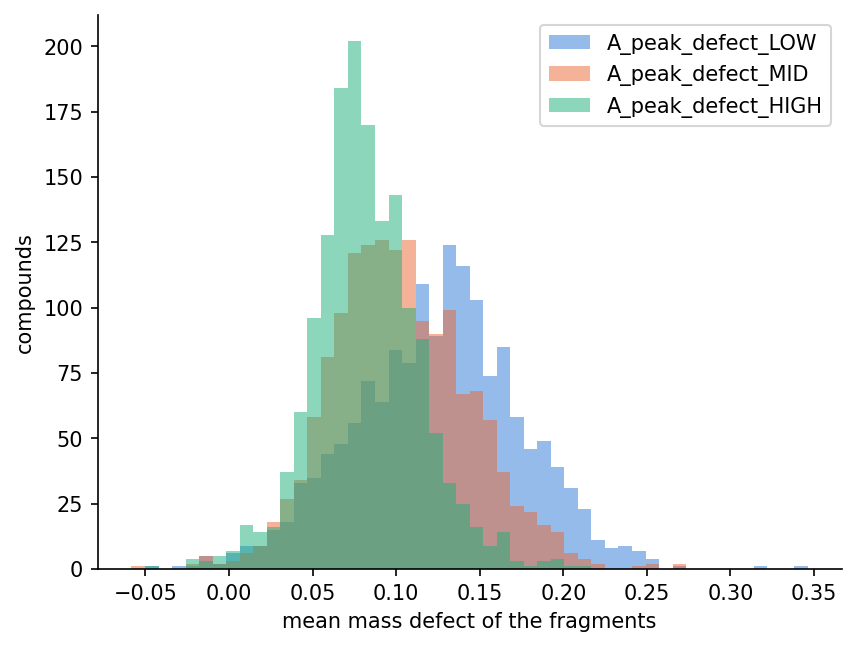 A_peak_defect_LOW
A_peak_defect_MID
A_peak_defect_HIGH
200
175
150
125
100
75
50
25
0
compounds
−0.05 0.00 0.05 0.10 0.15 0.20 0.25 0.30 0.35
mean mass defect of the fragments